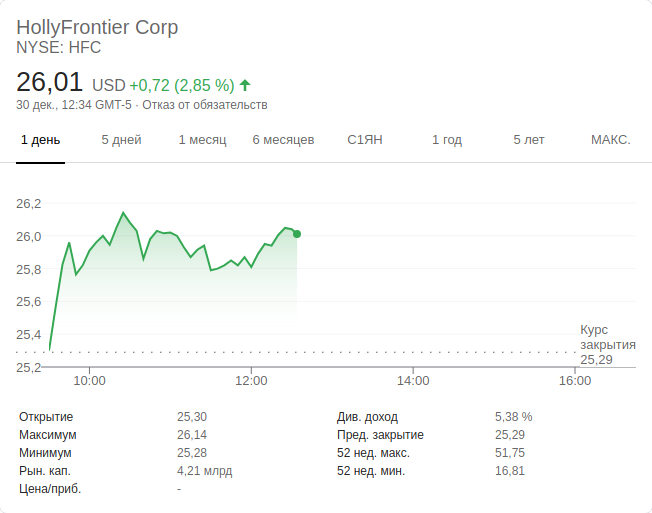 HollyFrontier Corp
NYSE: HFC
26,01 USD +0,72 (2,85 %)
30 дек., 12:34 GMT-5 · Отказ от обязательств
1 день 5 дней 1 месяц 6 месяцев С1ЯН 1 год 5 лет МАКС.
26,2
26,0
25,8
25,6
25,4
25,2
Курс
закрытия
25,29
10:00 12:00 14:00 16:00
Открытие 25,30 Див. доход 5,38 %
Максимум 26,14 Пред. закрытие 25,29
Минимум 25,28 52 нед. макс. 51,75
Рын. кап. 4,21 млрд 52 нед. мин. 16,81
Цена/приб. -